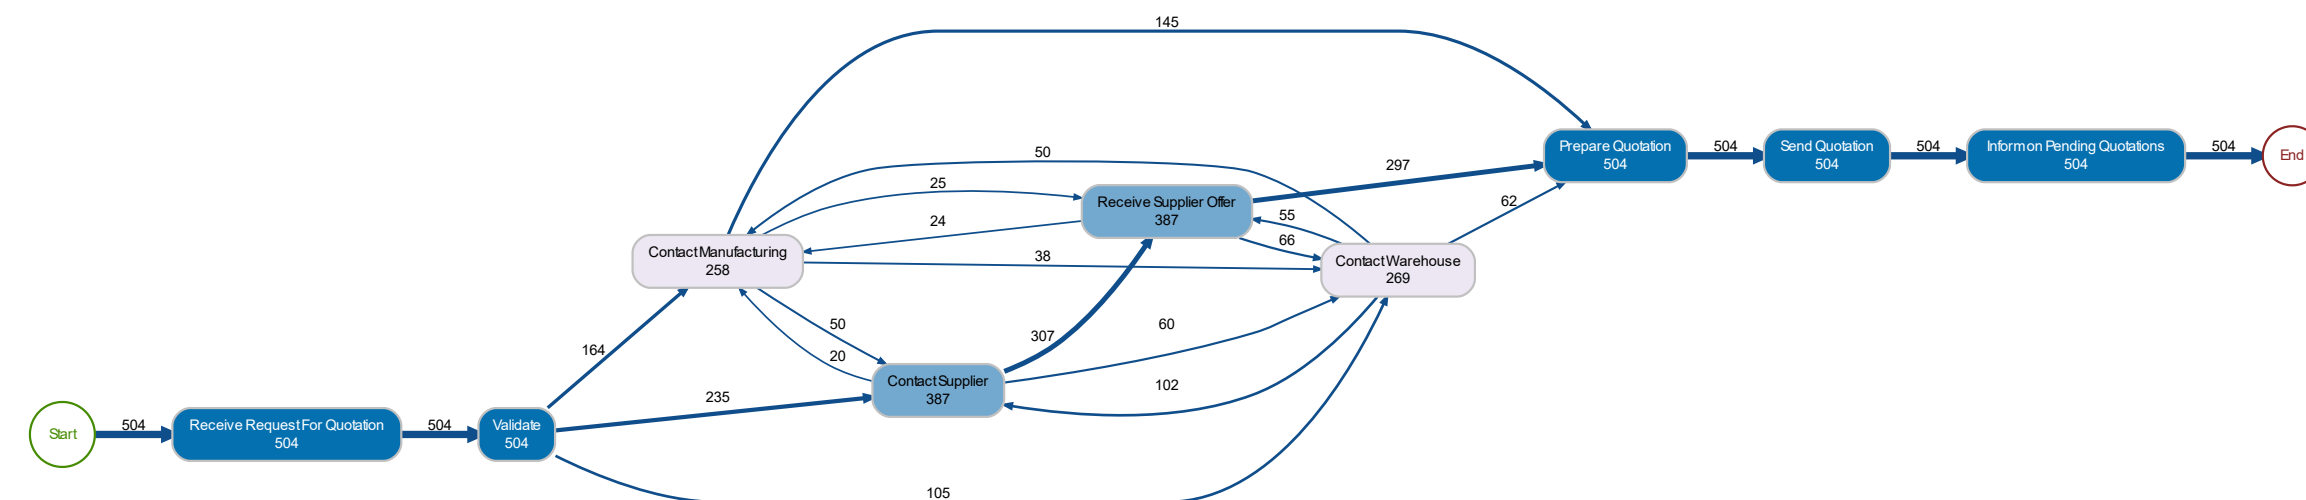 145
50
25
24
38
297
55
66
62
Prepare Quotation
504
504
Send Quotation
504
504
Inform on Pending Quotations
504
504
End
Receive Supplier Offer
387
Contact Manufacturing
258
Contact Warehouse
269
164
50
20
307
60
102
235
Contact Supplier
387
Start
504
Receive Request For Quotation
504
504
Validate
504
105